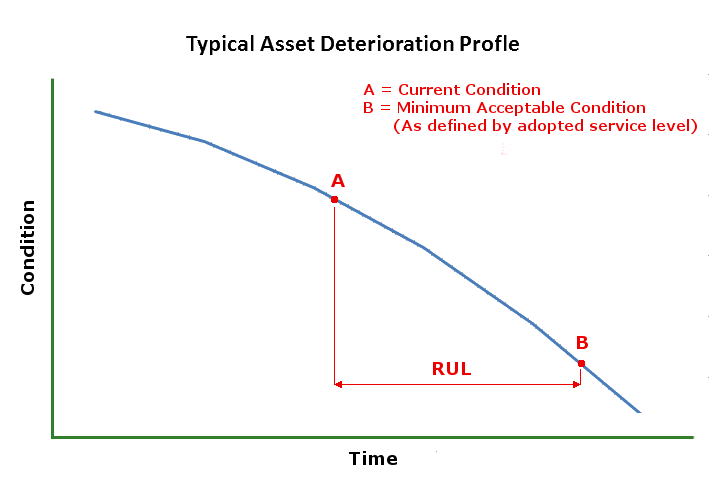 Typical Asset Deterioration Profle
A = Current Condition
B = Minimum Acceptable Condition
(As defined by adopted service level)
A
Condition
B
RUL
Time